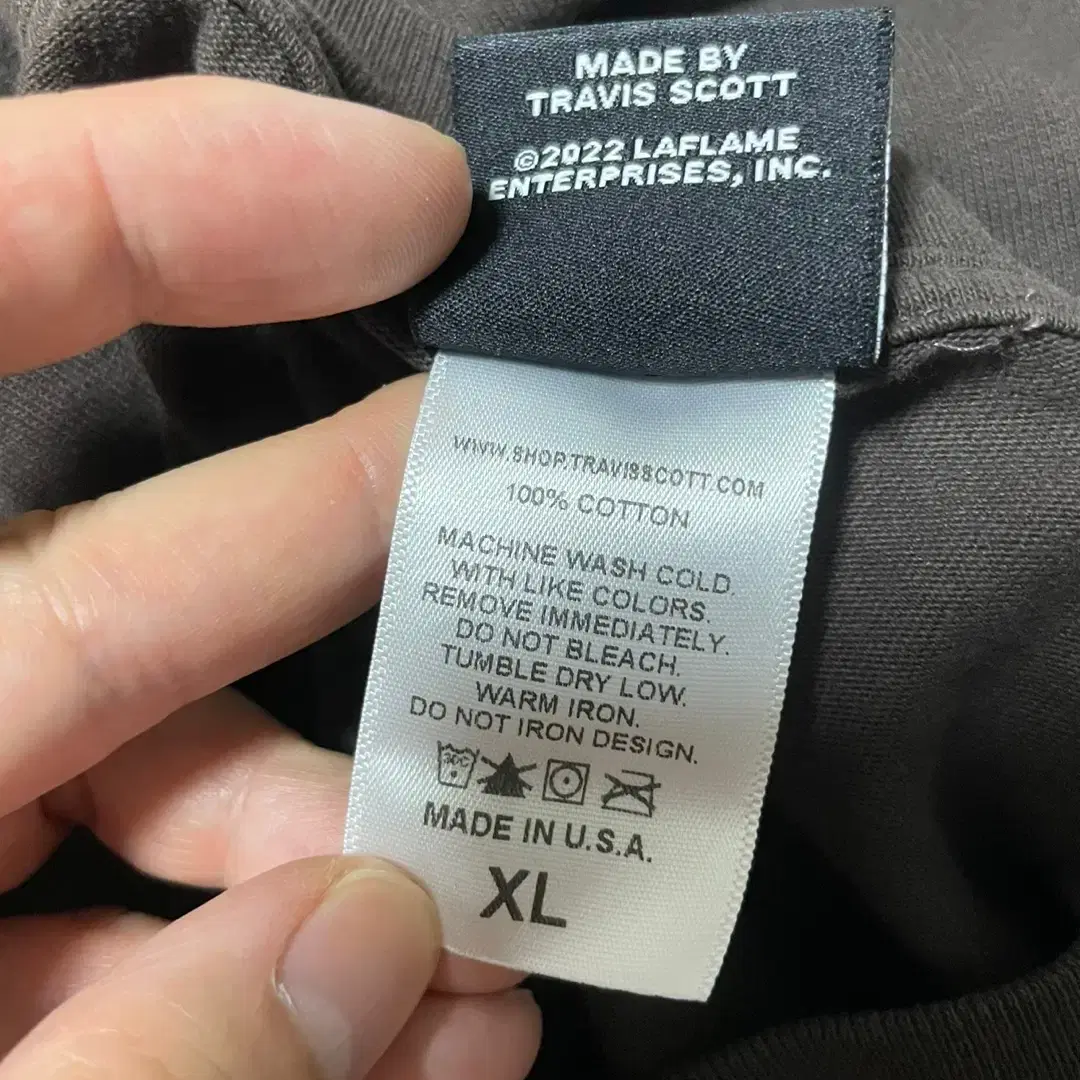 MADE BY
TRAVIS SCOTT
©2022 LAFLAME
ENTERPRISES, INC.
WWW.SHOP.TRAVISSCOTT.COM
100% COTTON
MACHINE WASH COLD.
WITH LIKE COLORS.
REMOVE IMMEDIATELY.
DO NOT BLEACH.
TUMBLE DRY LOW.
WARM IRON.
DO NOT IRON DESIGN.
30C
MADE IN U.S.A.
XL